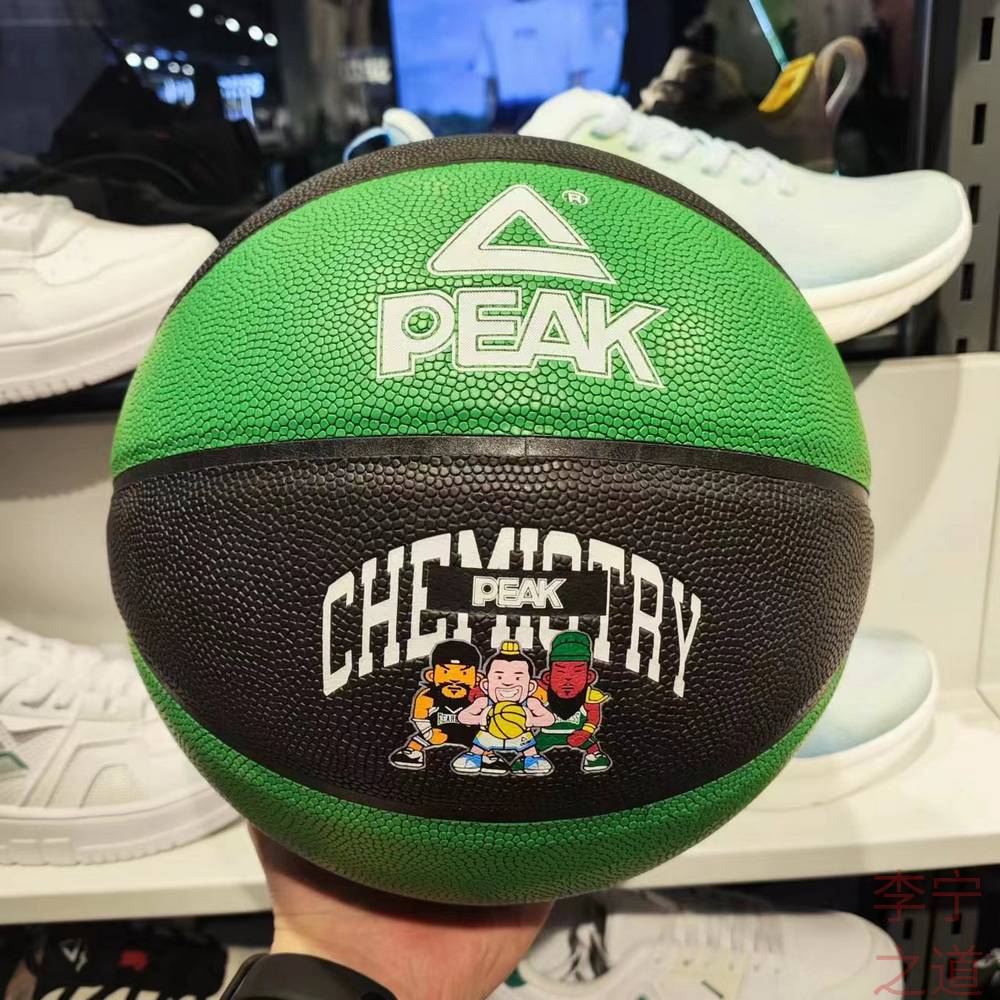 ®
PEAK
CHEMISTRY
PEAK
李宁
之道